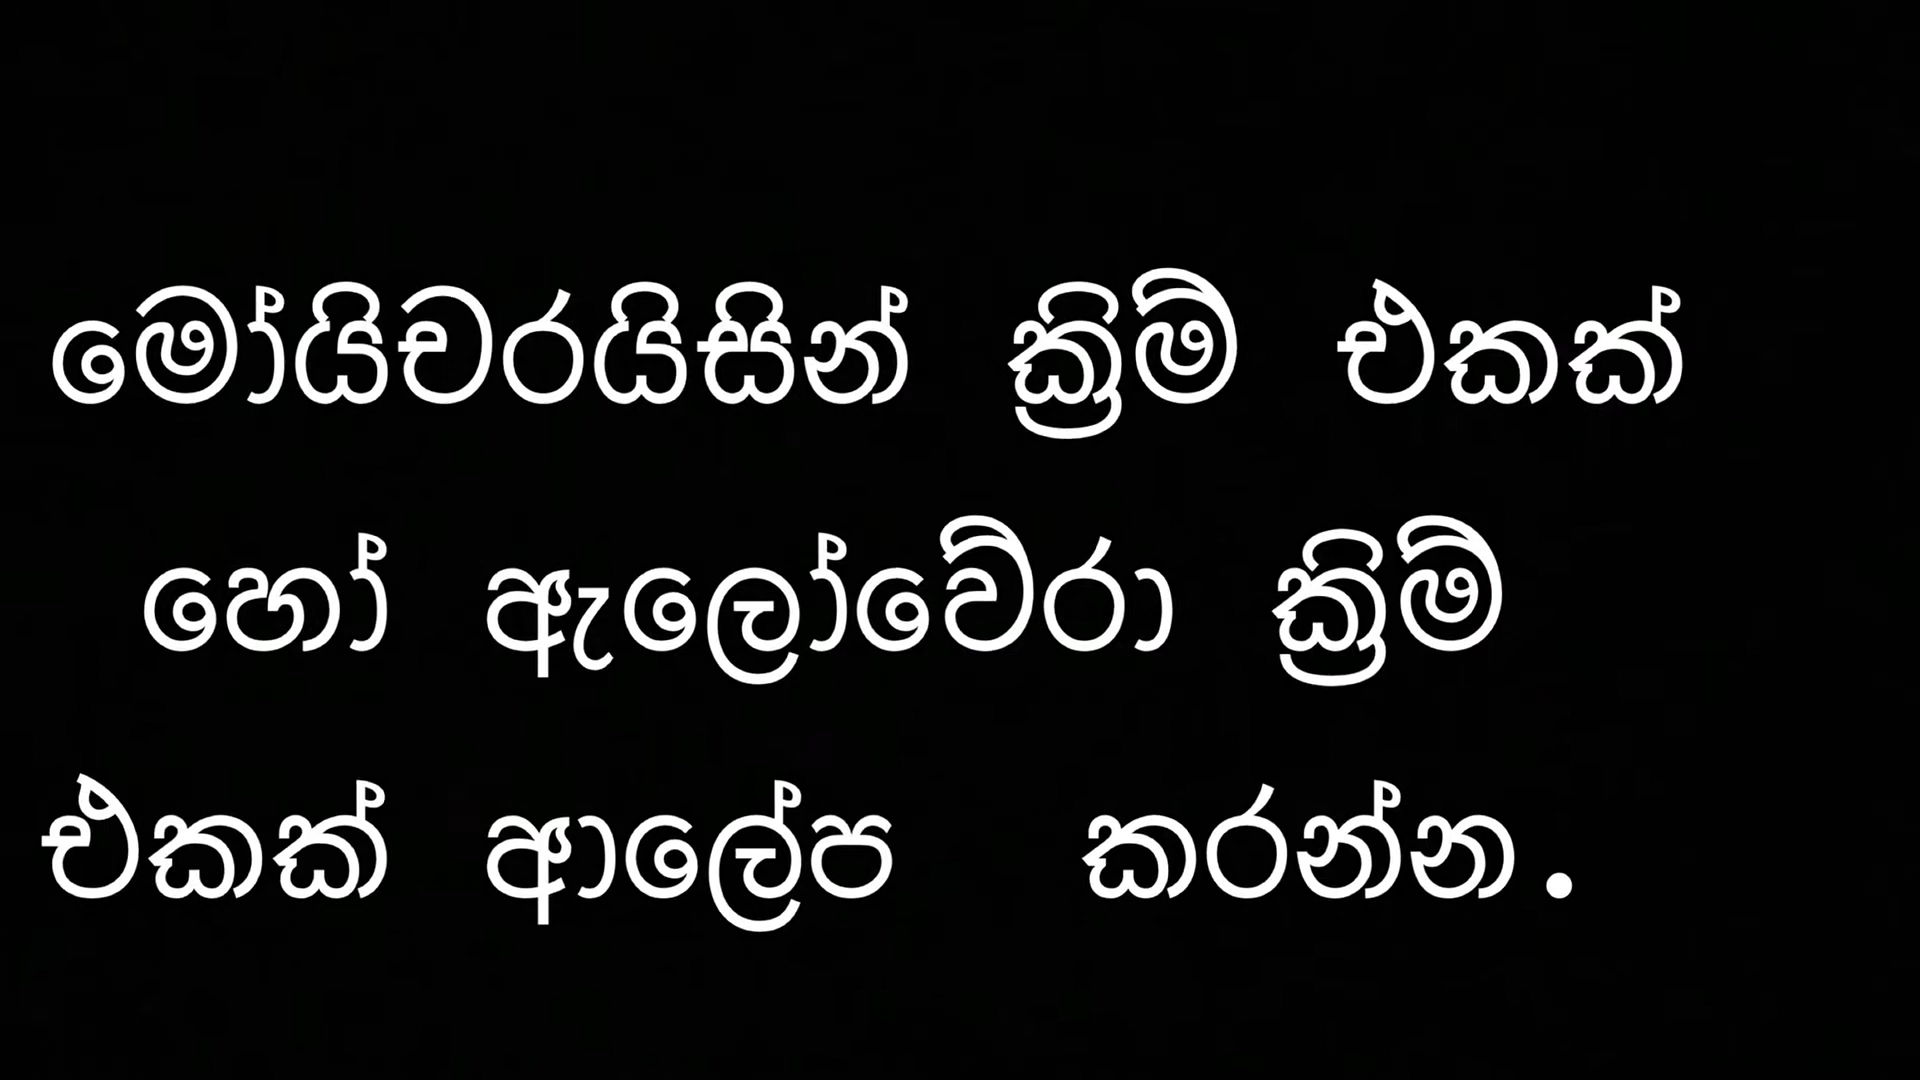 මෝයිචරයිසින් ක්‍රිම් එකක්
හෝ ඇලෝවේරා ක්‍රිම්
එකක් ආලේප කරන්න.